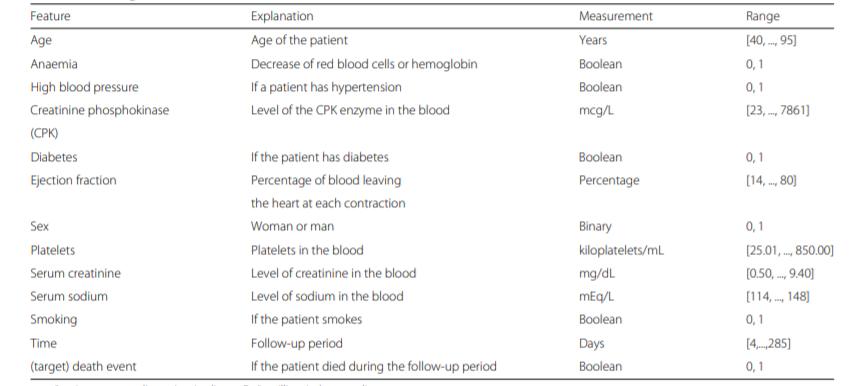 Feature Explanation Measurement Range
Age Age of the patient Years [40, ..., 95]
Anaemia Decrease of red blood cells or hemoglobin Boolean 0, 1
High blood pressure If a patient has hypertension Boolean 0, 1
Creatinine phosphokinase Level of the CPK enzyme in the blood mcg/L [23, ..., 7861]
(CPK)
Diabetes If the patient has diabetes Boolean 0, 1
Ejection fraction Percentage of blood leaving Percentage [14, ..., 80]
the heart at each contraction
Sex Woman or man Binary 0, 1
Platelets Platelets in the blood kiloplatelets/mL [25.01, ..., 850.00]
Serum creatinine Level of creatinine in the blood mg/dL [0.50, ..., 9.40]
Serum sodium Level of sodium in the blood mEq/L [114, ..., 148]
Smoking If the patient smokes Boolean 0, 1
Time Follow-up period Days [4,...,285]
(target) death event If the patient died during the follow-up period Boolean 0, 1